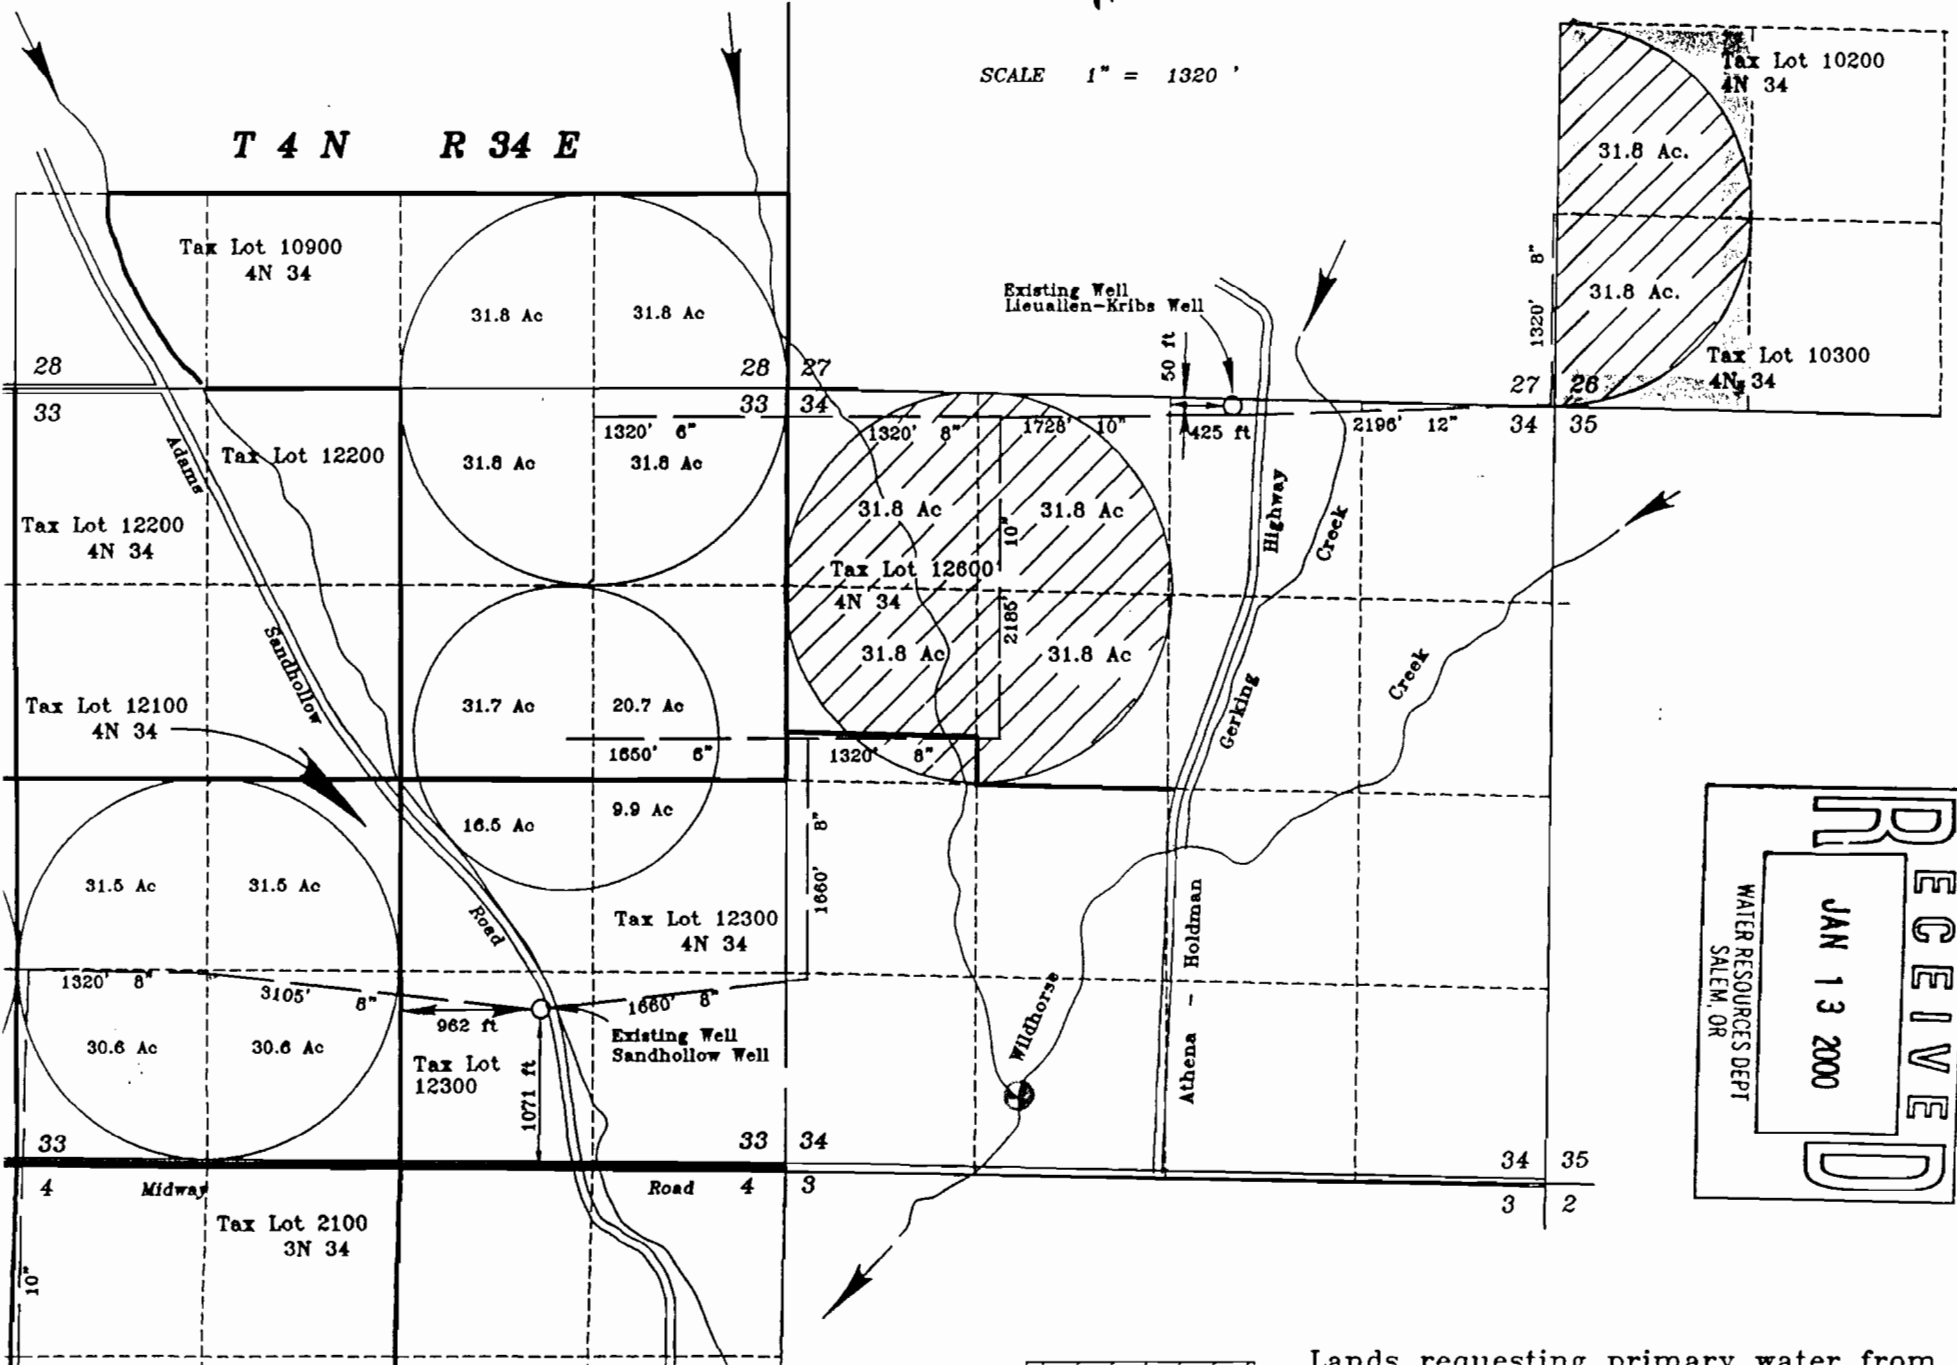 SCALE 1" = 1320 '
T 4 N R 34 E
Tax Lot 10200
4N 34
31.8 Ac.
31.8 Ac.
Tax Lot 10300
4N 34
1320' 8"
27 26
34 35
Tax Lot 10900
4N 34
31.8 Ac 31.8 Ac
28
33
28 27
33 34
Existing Well
Lieuallen-Kribs Well
50 ft
425 ft
1320' 6"
1320' 8"
1728' 10"
2196' 12"
Tax Lot 12200
31.8 Ac 31.8 Ac
Adams
Tax Lot 12200
4N 34
31.8 Ac 31.8 Ac
Tax Lot 12600
4N 34
10"
2185'
31.8 Ac 31.8 Ac
Highway
Creek
Gerking
Creek
Sandhollow
Tax Lot 12100
4N 34
31.7 Ac 20.7 Ac
1650' 6"
1320' 8"
16.5 Ac 9.9 Ac
8"
1660'
31.5 Ac 31.5 Ac
Road
Tax Lot 12300
4N 34
1320' 8"
3105' 8"
1660' 8"
962 ft
Existing Well
Sandhollow Well
30.6 Ac 30.6 Ac
Tax Lot
12300
1071 ft
Wildhorse
Athena - Holdman
33
4
33 34
4 3
34 35
3 2
Midway Road
Tax Lot 2100
3N 34
10"
RECEIVED
JAN 13 2000
WATER RESOURCES DEPT
SALEM, OR
Lands requesting primary water from